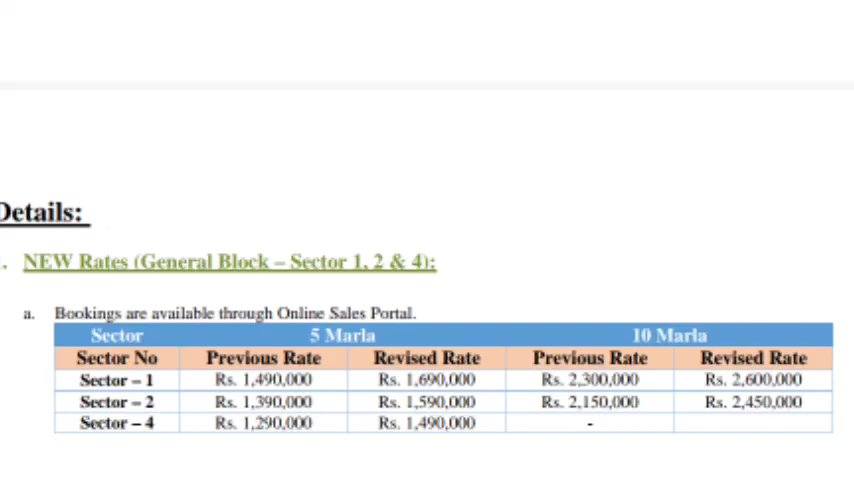 Details:
. NEW Rates (General Block – Sector 1, 2 & 4):
a. Bookings are available through Online Sales Portal.
Sector 5 Marla 10 Marla
Sector No Previous Rate Revised Rate Previous Rate Revised Rate
Sector – 1 Rs. 1,490,000 Rs. 1,690,000 Rs. 2,300,000 Rs. 2,600,000
Sector – 2 Rs. 1,390,000 Rs. 1,590,000 Rs. 2,150,000 Rs. 2,450,000
Sector – 4 Rs. 1,290,000 Rs. 1,490,000 -